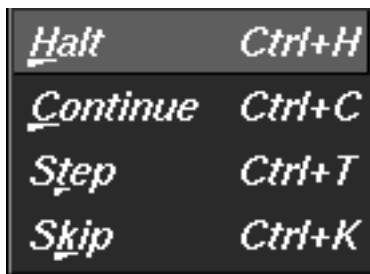 Halt Ctrl+H
Continue Ctrl+C
Step Ctrl+T
Skip Ctrl+K